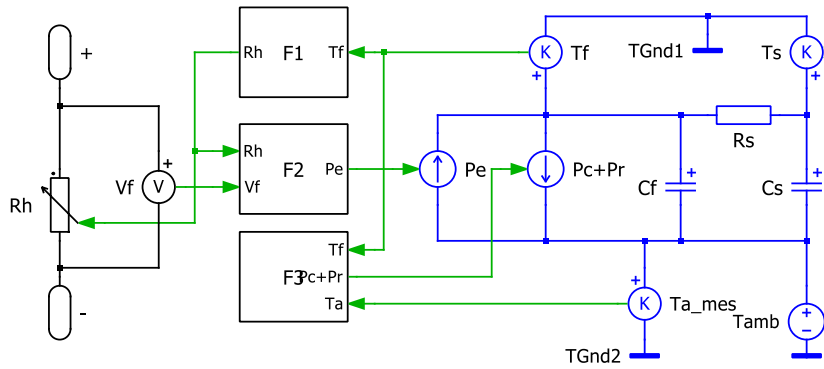 +
F1
Rh
Tf
K
Tf
+
TGnd1
Ts
K
+
+
Vf
V
Rh
F2
Rh
Vf
Pe
Pe
Pc+Pr
Rs
Cf
+
Cs
+
-
F3
Tf
Pc+Pr
Ta
+
K
Ta_mes
TGnd2
Tamb
+
−